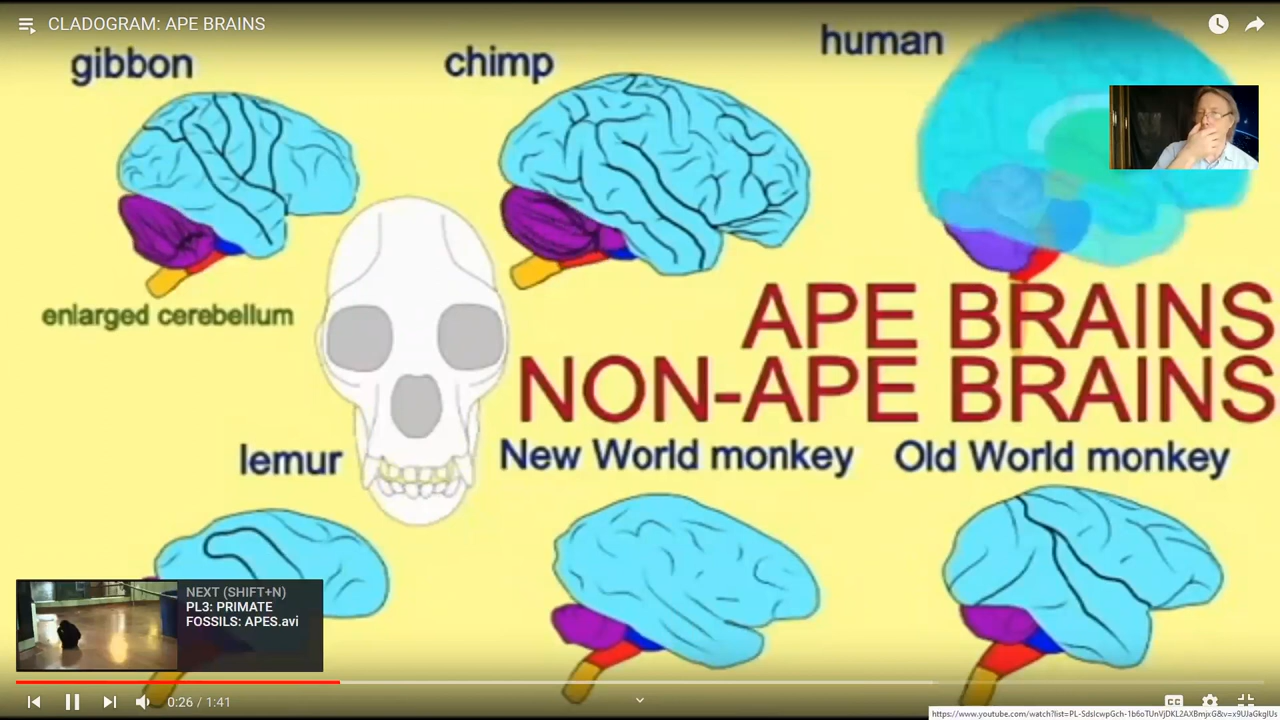 CLADOGRAM: APE BRAINS
gibbon
chimp
human
enlarged cerebellum
APE BRAINS
NON-APE BRAINS
lemur
New World monkey
Old World monkey
NEXT (SHIFT+N)
PL3: PRIMATE
FOSSILS: APES.avi
0:26 / 1:41
CC